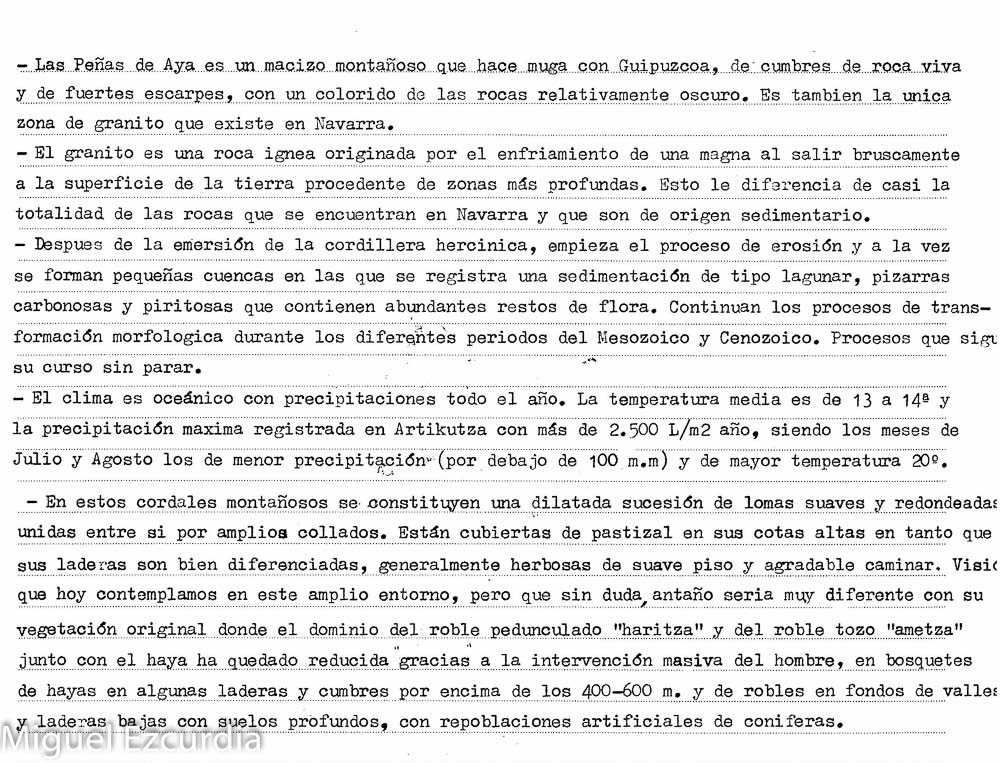 - Las Peñas de Aya es un macizo montañoso que hace muga con Guipuzcoa, de cumbres de roca viva
y de fuertes escarpes, con un colorido de las rocas relativamente oscuro. Es tambien la unica
zona de granito que existe en Navarra.
- El granito es una roca ignea originada por el enfriamiento de una magna al salir bruscamente
a la superficie de la tierra procedente de zonas más profundas. Esto le diferencia de casi la
totalidad de las rocas que se encuentran en Navarra y que son de origen sedimentario.
- Despues de la emersión de la cordillera hercinica, empieza el proceso de erosión y a la vez
se forman pequeñas cuencas en las que se registra una sedimentación de tipo lagunar, pizarras
carbonosas y piritosas que contienen abundantes restos de flora. Continuan los procesos de trans-
formación morfologica durante los diferentes periodos del Mesozoico y Cenozoico. Procesos que sigu
su curso sin parar.
- El clima es oceánico con precipitaciones todo el año. La temperatura media es de 13 a 14ª y
la precipitación maxima registrada en Artikutza con más de 2.500 L/m2 año, siendo los meses de
Julio y Agosto los de menor precipitación (por debajo de 100 m.m) y de mayor temperatura 20º.
- En estos cordales montañosos se constituyen una dilatada sucesión de lomas suaves y redondeadas
unidas entre si por amplios collados. Están cubiertas de pastizal en sus cotas altas en tanto que
sus laderas son bien diferenciadas, generalmente herbosas de suave piso y agradable caminar. Visió
que hoy contemplamos en este amplio entorno, pero que sin duda, antaño seria muy diferente con su
vegetación original donde el dominio del roble pedunculado "haritza" y del roble tozo "ametza"
junto con el haya ha quedado reducida "gracias" a la intervención masiva del hombre, en bosquetes
de hayas en algunas laderas y cumbres por encima de los 400-600 m. y de robles en fondos de valles
y laderas bajas con suelos profundos, con repoblaciones artificiales de coniferas.
Miguel Ezcurdia